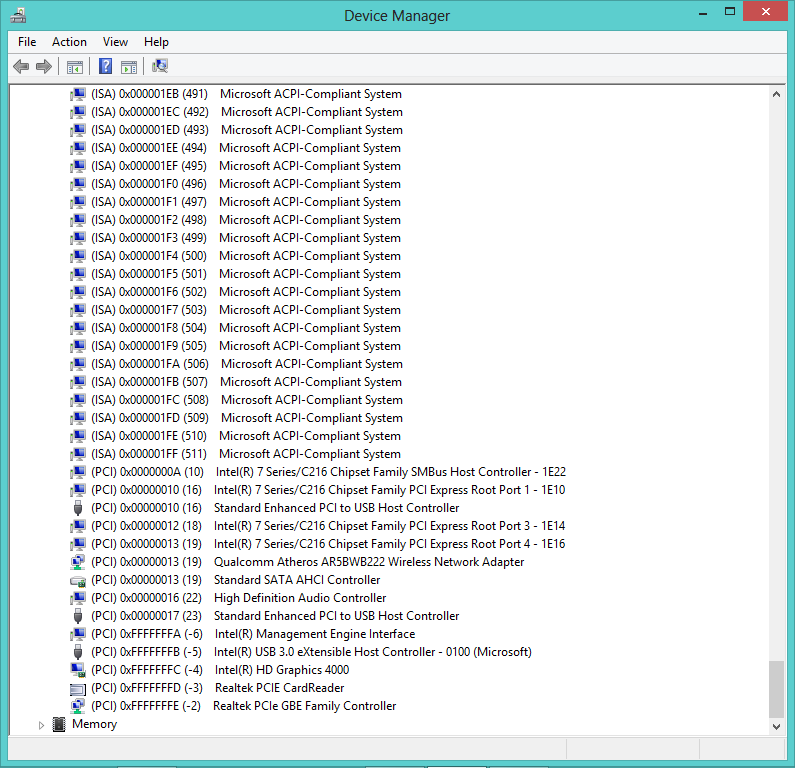 Device Manager
File Action View Help
(ISA) 0x000001EB (491) Microsoft ACPI-Compliant System
(ISA) 0x000001EC (492) Microsoft ACPI-Compliant System
(ISA) 0x000001ED (493) Microsoft ACPI-Compliant System
(ISA) 0x000001EE (494) Microsoft ACPI-Compliant System
(ISA) 0x000001EF (495) Microsoft ACPI-Compliant System
(ISA) 0x000001F0 (496) Microsoft ACPI-Compliant System
(ISA) 0x000001F1 (497) Microsoft ACPI-Compliant System
(ISA) 0x000001F2 (498) Microsoft ACPI-Compliant System
(ISA) 0x000001F3 (499) Microsoft ACPI-Compliant System
(ISA) 0x000001F4 (500) Microsoft ACPI-Compliant System
(ISA) 0x000001F5 (501) Microsoft ACPI-Compliant System
(ISA) 0x000001F6 (502) Microsoft ACPI-Compliant System
(ISA) 0x000001F7 (503) Microsoft ACPI-Compliant System
(ISA) 0x000001F8 (504) Microsoft ACPI-Compliant System
(ISA) 0x000001F9 (505) Microsoft ACPI-Compliant System
(ISA) 0x000001FA (506) Microsoft ACPI-Compliant System
(ISA) 0x000001FB (507) Microsoft ACPI-Compliant System
(ISA) 0x000001FC (508) Microsoft ACPI-Compliant System
(ISA) 0x000001FD (509) Microsoft ACPI-Compliant System
(ISA) 0x000001FE (510) Microsoft ACPI-Compliant System
(ISA) 0x000001FF (511) Microsoft ACPI-Compliant System
(PCI) 0x0000000A (10) Intel(R) 7 Series/C216 Chipset Family SMBus Host Controller - 1E22
(PCI) 0x00000010 (16) Intel(R) 7 Series/C216 Chipset Family PCI Express Root Port 1 - 1E10
(PCI) 0x00000010 (16) Standard Enhanced PCI to USB Host Controller
(PCI) 0x00000012 (18) Intel(R) 7 Series/C216 Chipset Family PCI Express Root Port 3 - 1E14
(PCI) 0x00000013 (19) Intel(R) 7 Series/C216 Chipset Family PCI Express Root Port 4 - 1E16
(PCI) 0x00000013 (19) Qualcomm Atheros AR5BWB222 Wireless Network Adapter
(PCI) 0x00000013 (19) Standard SATA AHCI Controller
(PCI) 0x00000016 (22) High Definition Audio Controller
(PCI) 0x00000017 (23) Standard Enhanced PCI to USB Host Controller
(PCI) 0xFFFFFFFA (-6) Intel(R) Management Engine Interface
(PCI) 0xFFFFFFFB (-5) Intel(R) USB 3.0 eXtensible Host Controller - 0100 (Microsoft)
(PCI) 0xFFFFFFFC (-4) Intel(R) HD Graphics 4000
(PCI) 0xFFFFFFFD (-3) Realtek PCIE CardReader
(PCI) 0xFFFFFFFE (-2) Realtek PCIe GBE Family Controller
Memory